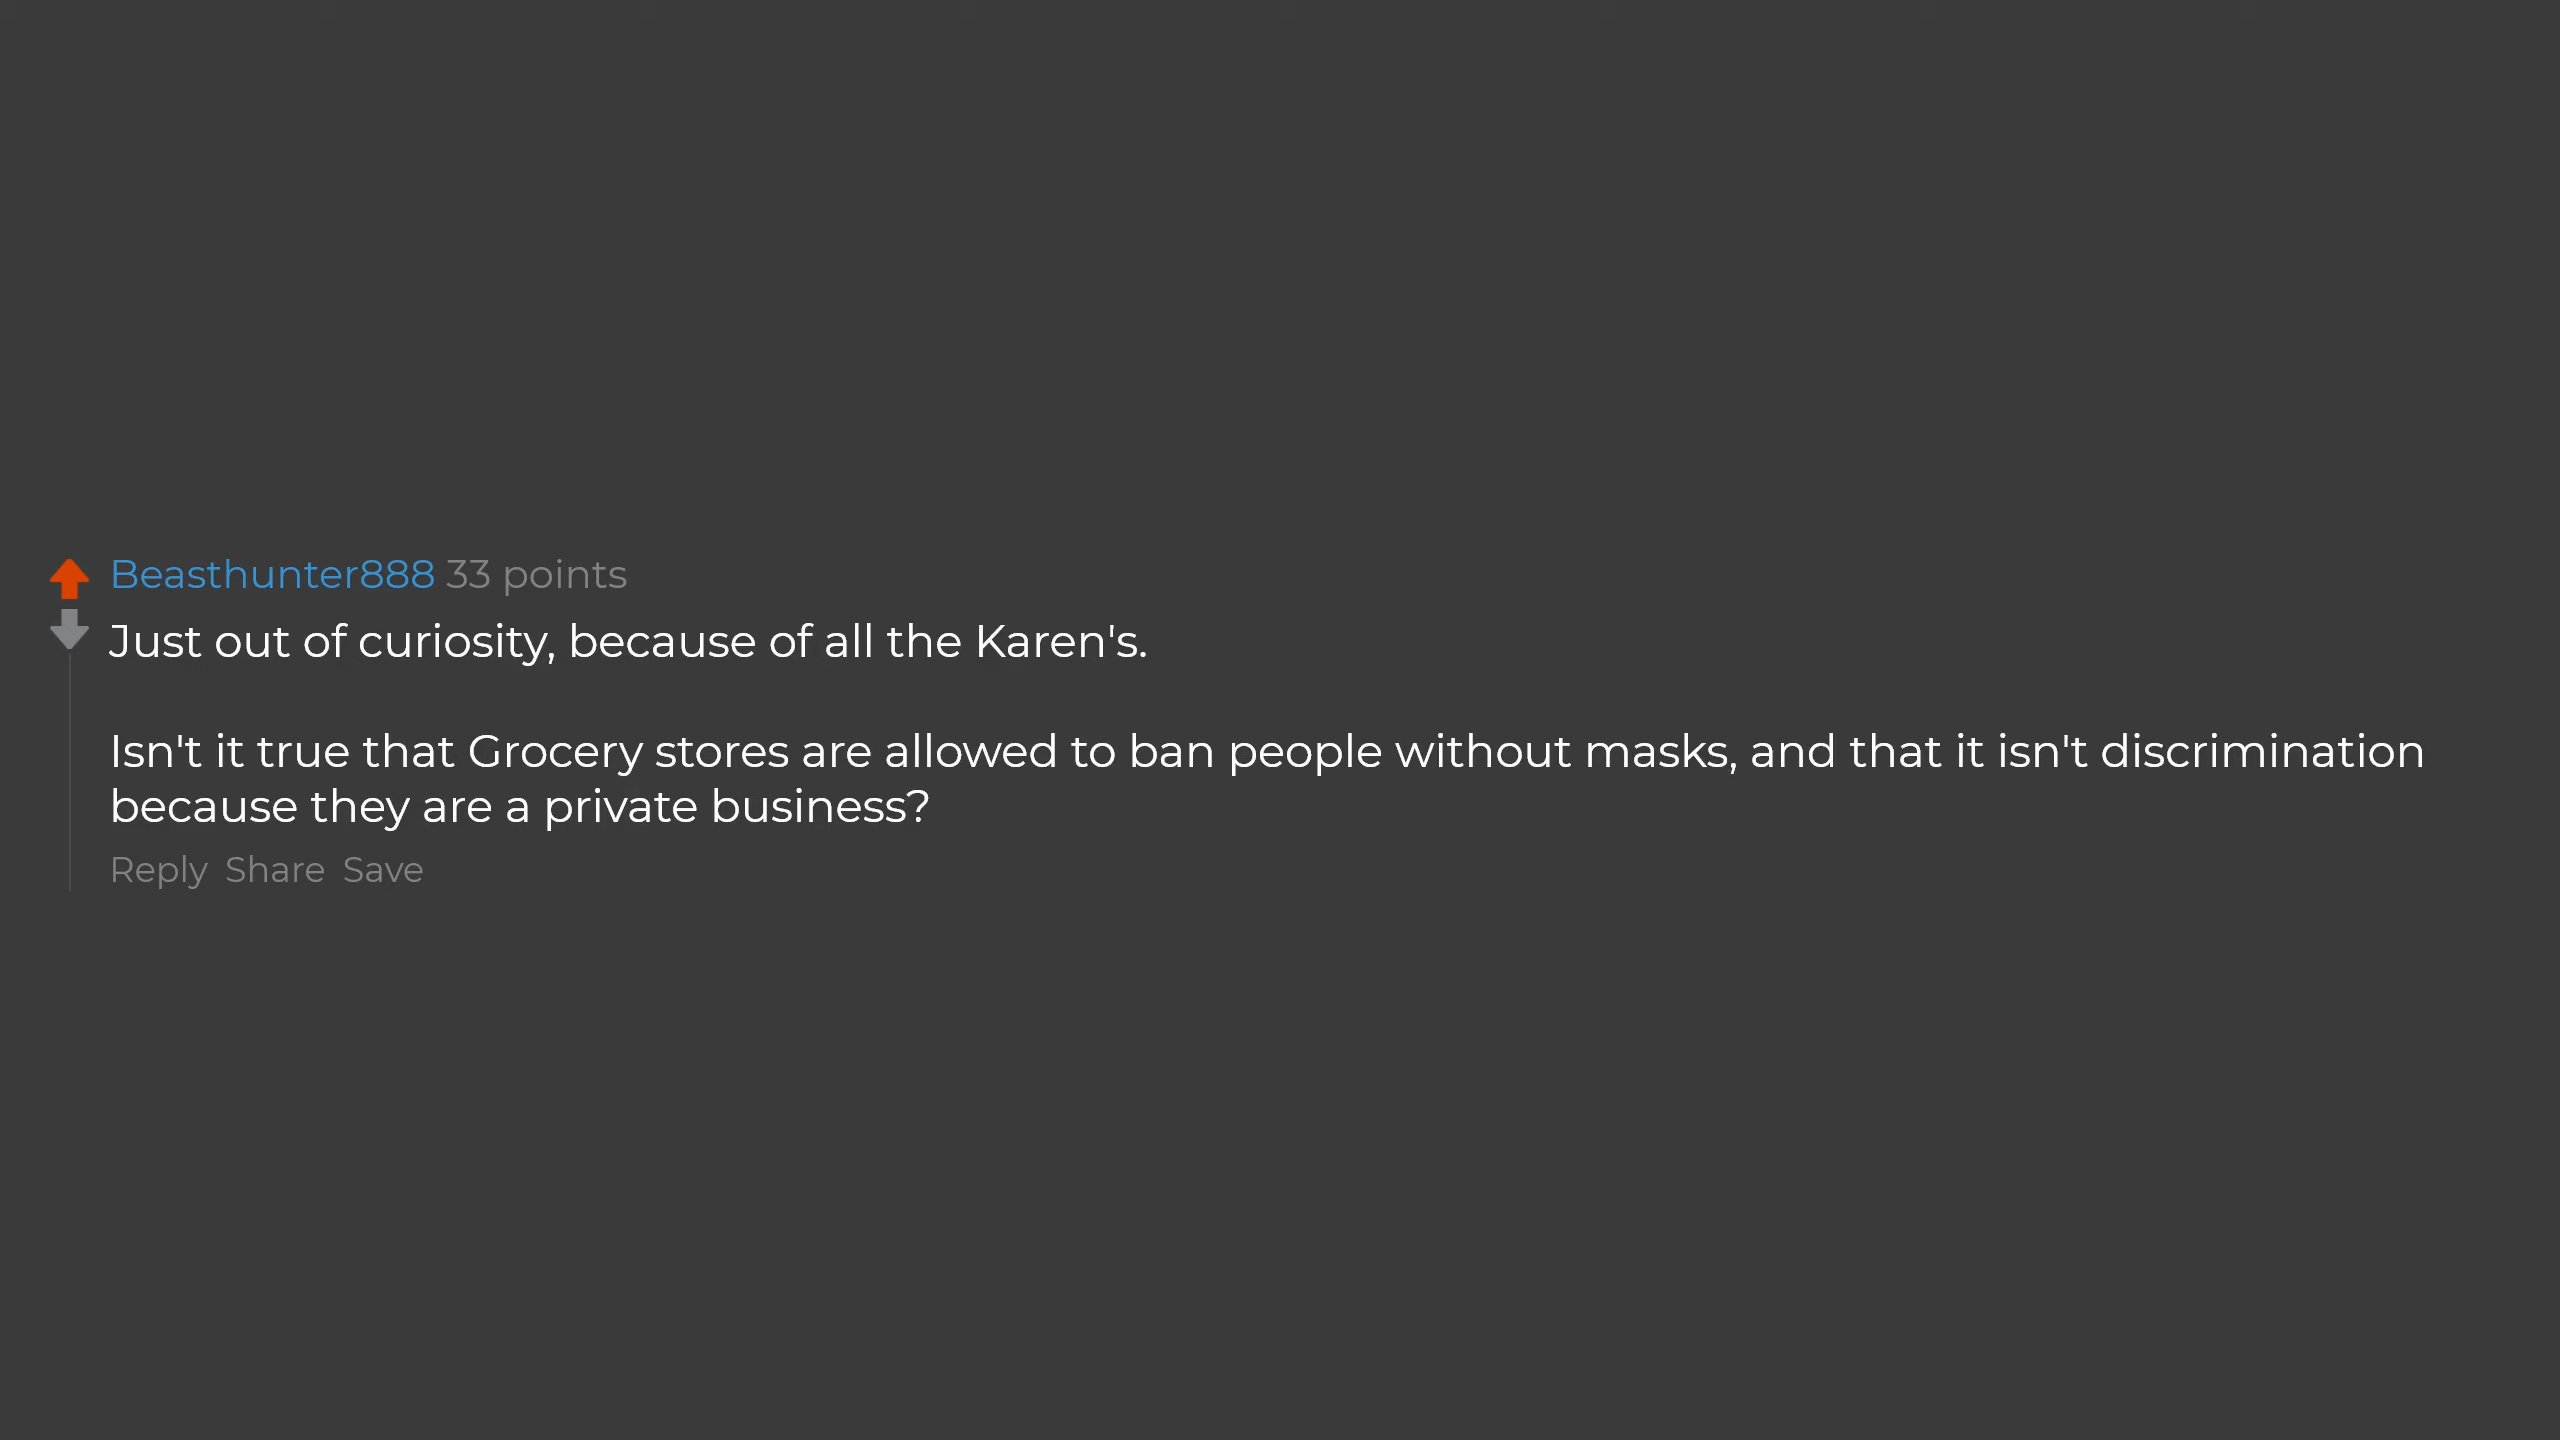 Beasthunter888 33 points
Just out of curiosity, because of all the Karen's.
Isn't it true that Grocery stores are allowed to ban people without masks, and that it isn't discrimination
because they are a private business?
Reply Share Save